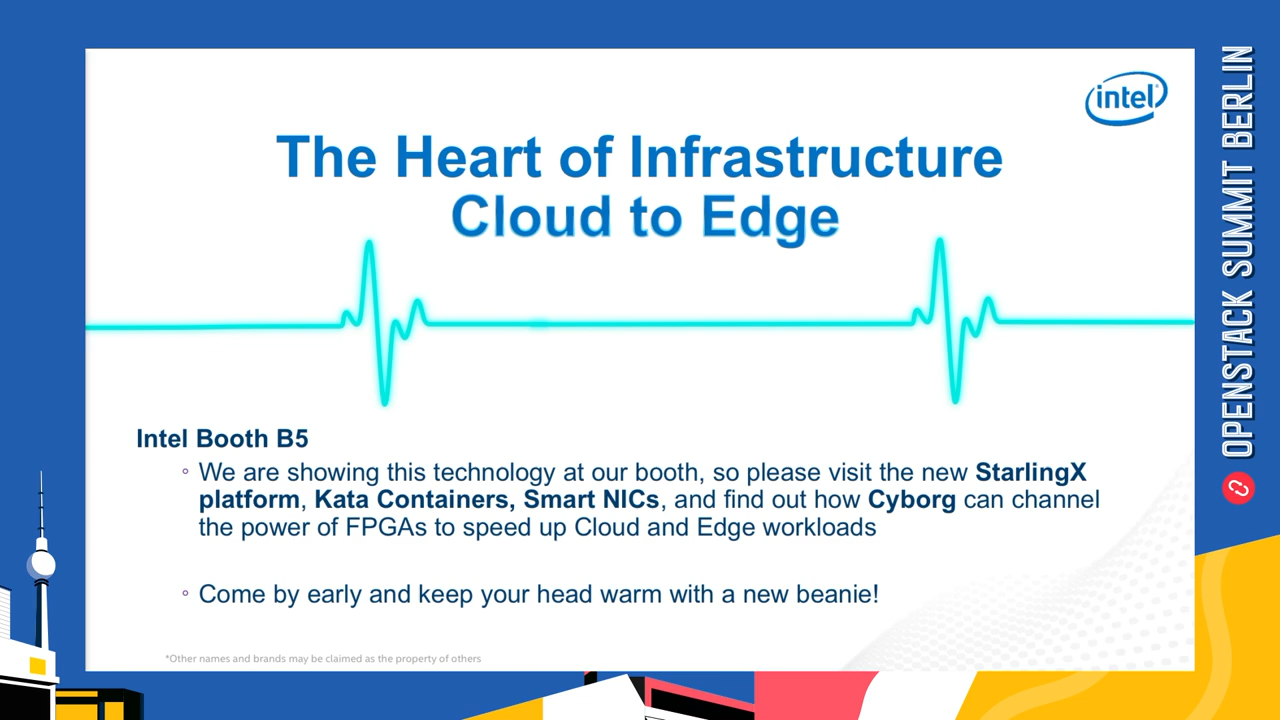 intel
The Heart of Infrastructure
Cloud to Edge
Intel Booth B5
◦ We are showing this technology at our booth, so please visit the new StarlingX
platform, Kata Containers, Smart NICs, and find out how Cyborg can channel
the power of FPGAs to speed up Cloud and Edge workloads
◦ Come by early and keep your head warm with a new beanie!
*Other names and brands may be claimed as the property of others
OPENSTACK SUMMIT BERLIN